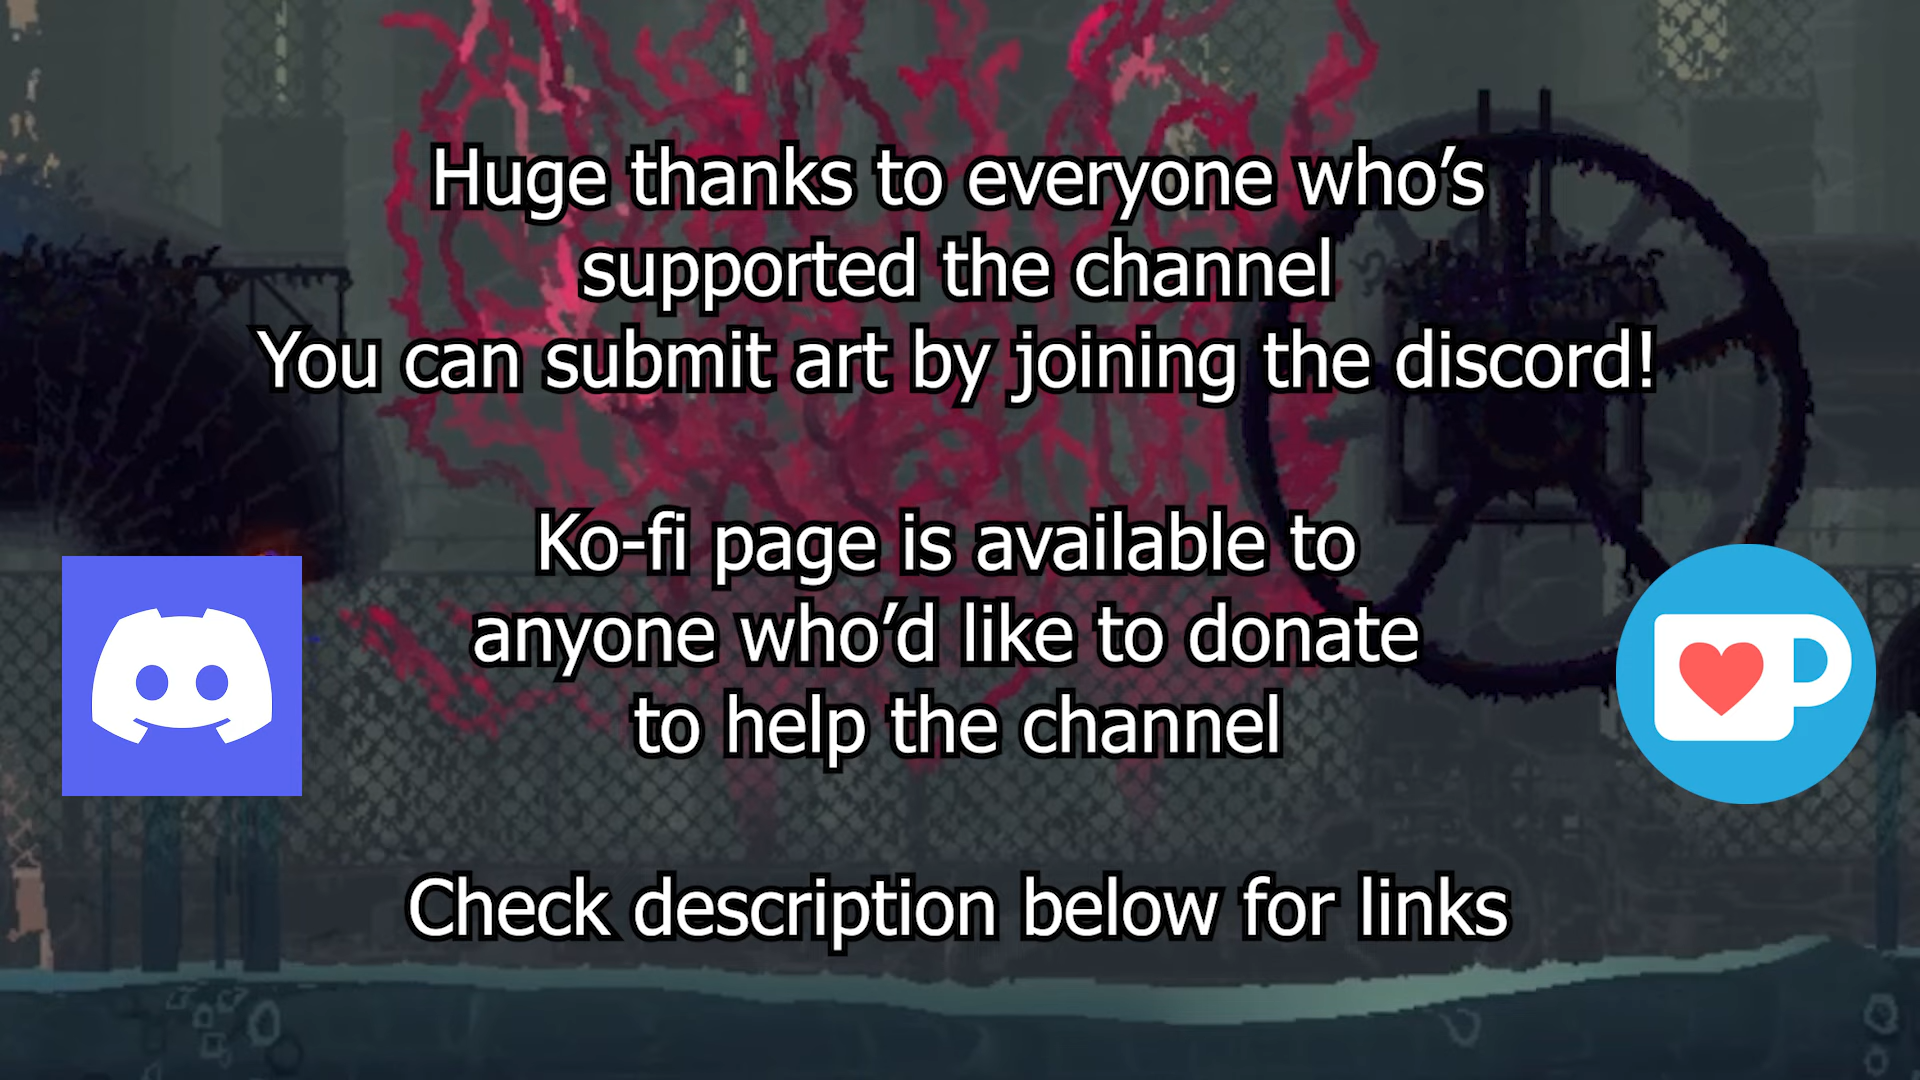 Huge thanks to everyone who’s
supported the channel
You can submit art by joining the discord!
Ko-fi page is available to
anyone who’d like to donate
to help the channel
Check description below for links